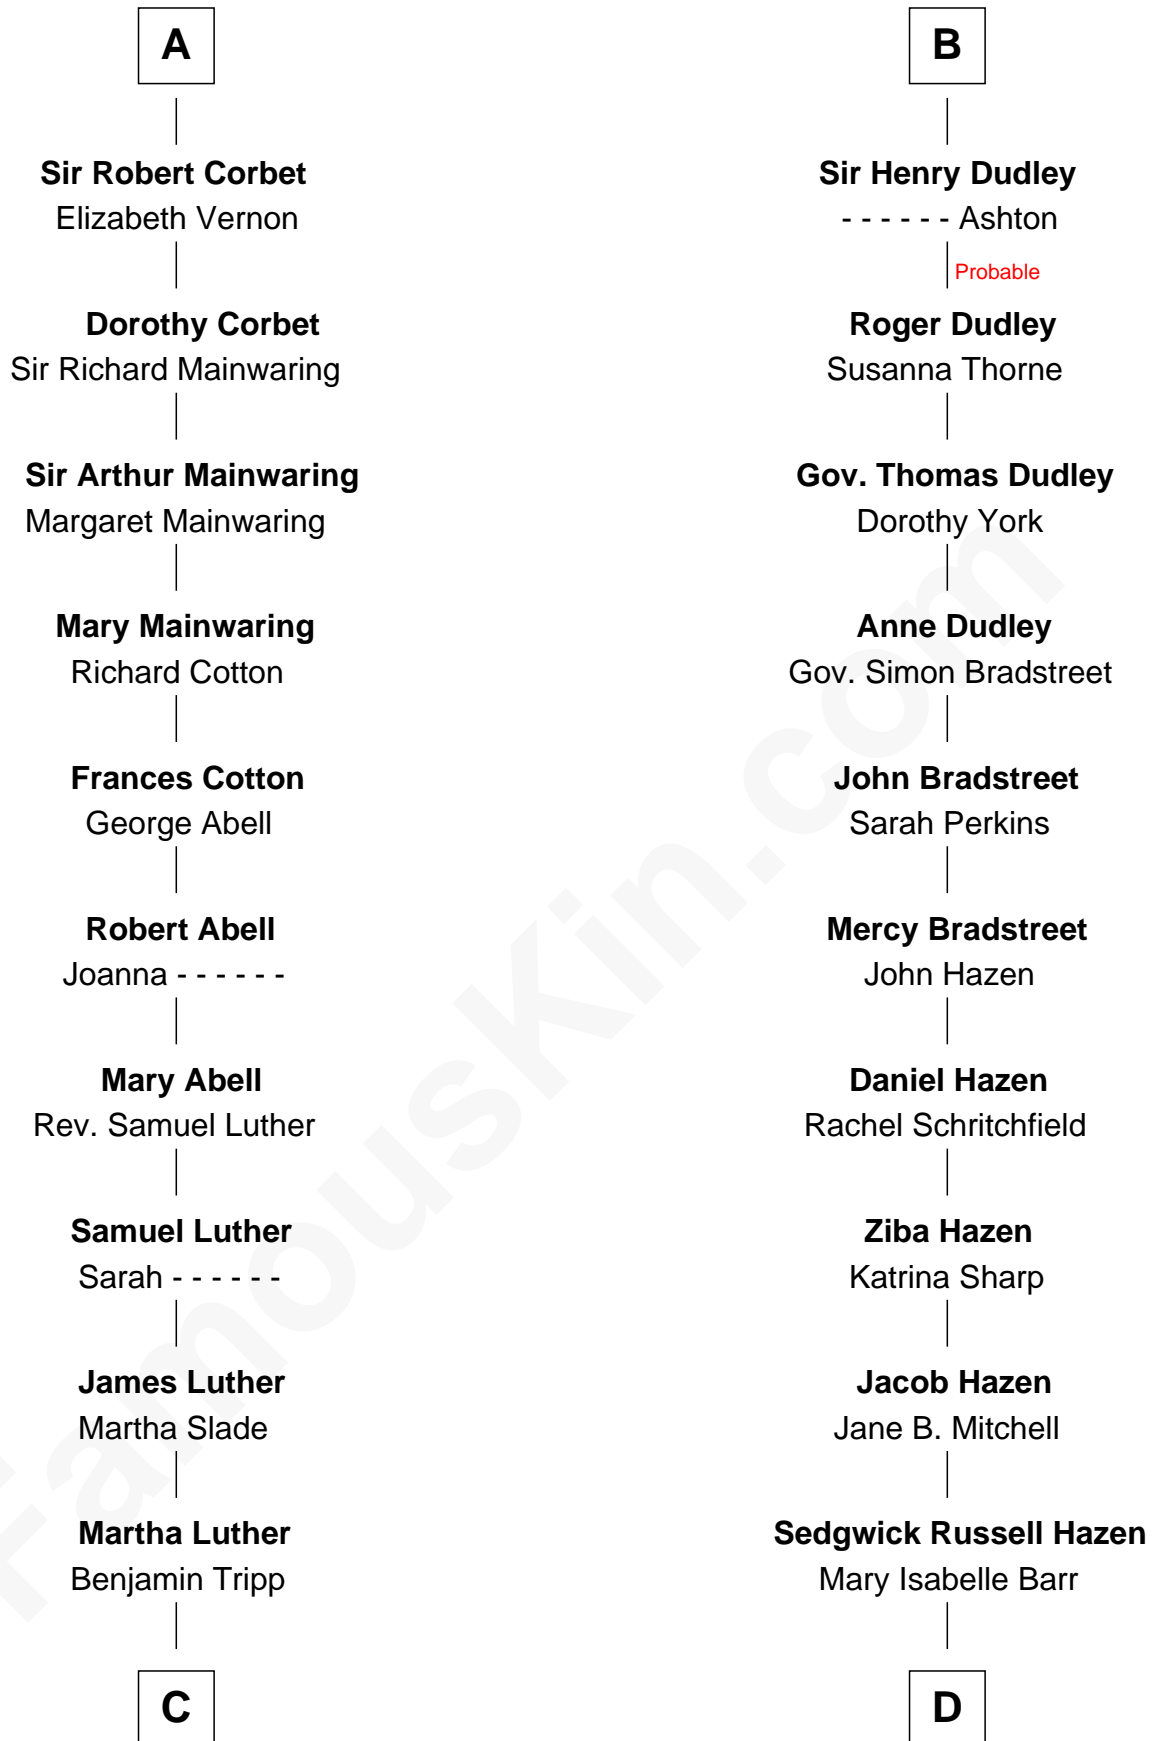 A
Sir Robert Corbet
Elizabeth Vernon
Dorothy Corbet
Sir Richard Mainwaring
Sir Arthur Mainwaring
Margaret Mainwaring
Mary Mainwaring
Richard Cotton
Frances Cotton
George Abell
Robert Abell
Joanna - - - - - -
Mary Abell
Rev. Samuel Luther
Samuel Luther
Sarah - - - - - -
James Luther
Martha Slade
Martha Luther
Benjamin Tripp
C
B
Sir Henry Dudley
- - - - - - Ashton
Probable
Roger Dudley
Susanna Thorne
Gov. Thomas Dudley
Dorothy York
Anne Dudley
Gov. Simon Bradstreet
John Bradstreet
Sarah Perkins
Mercy Bradstreet
John Hazen
Daniel Hazen
Rachel Schritchfield
Ziba Hazen
Katrina Sharp
Jacob Hazen
Jane B. Mitchell
Sedgwick Russell Hazen
Mary Isabelle Barr
D
FamousKin.com